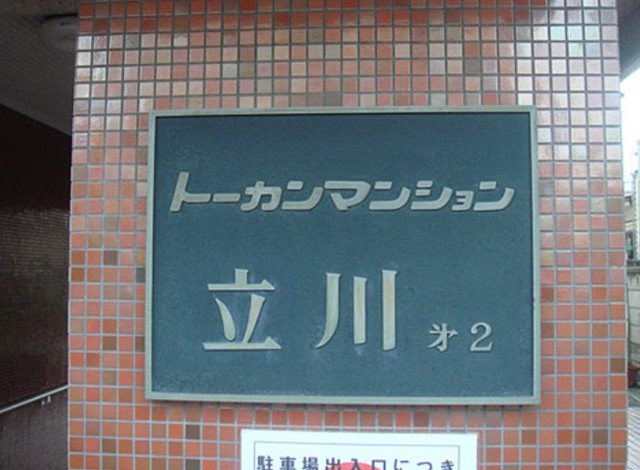 トーカンマンション
立川㐧2
駐車場出入口につき